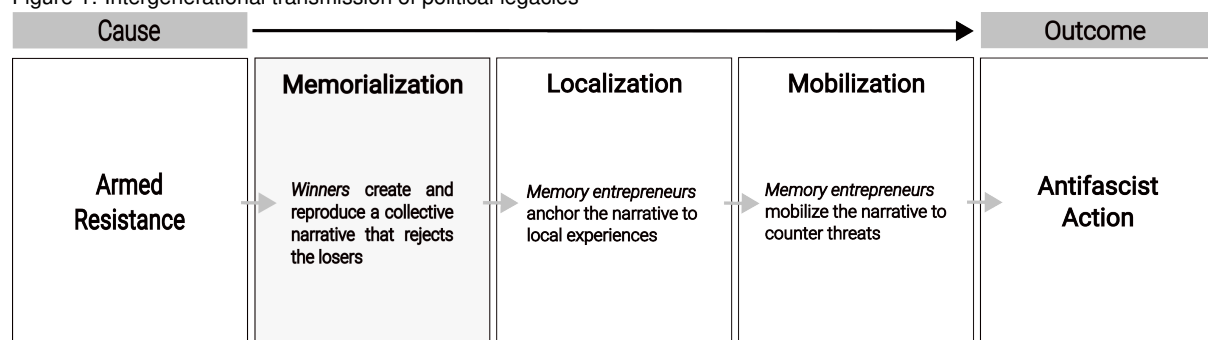 Figure 1: Intergenerational transmission of political legacies
Cause
Outcome
Armed
Resistance
Memorialization
Winners create and
reproduce a collective
narrative that rejects
the losers
Localization
Memory entrepreneurs
anchor the narrative to
local experiences
Mobilization
Memory entrepreneurs
mobilize the narrative to
counter threats
Antifascist
Action